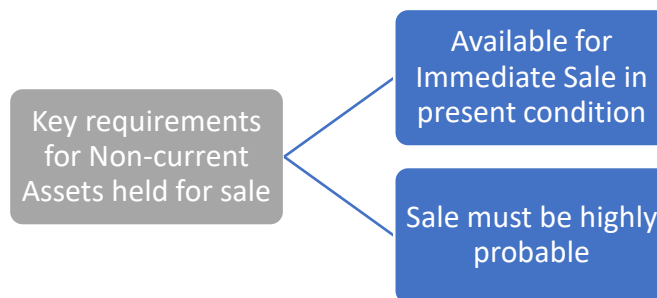 Key requirements
for Non-current
Assets held for sale
Available for
Immediate Sale in
present condition
Sale must be highly
probable